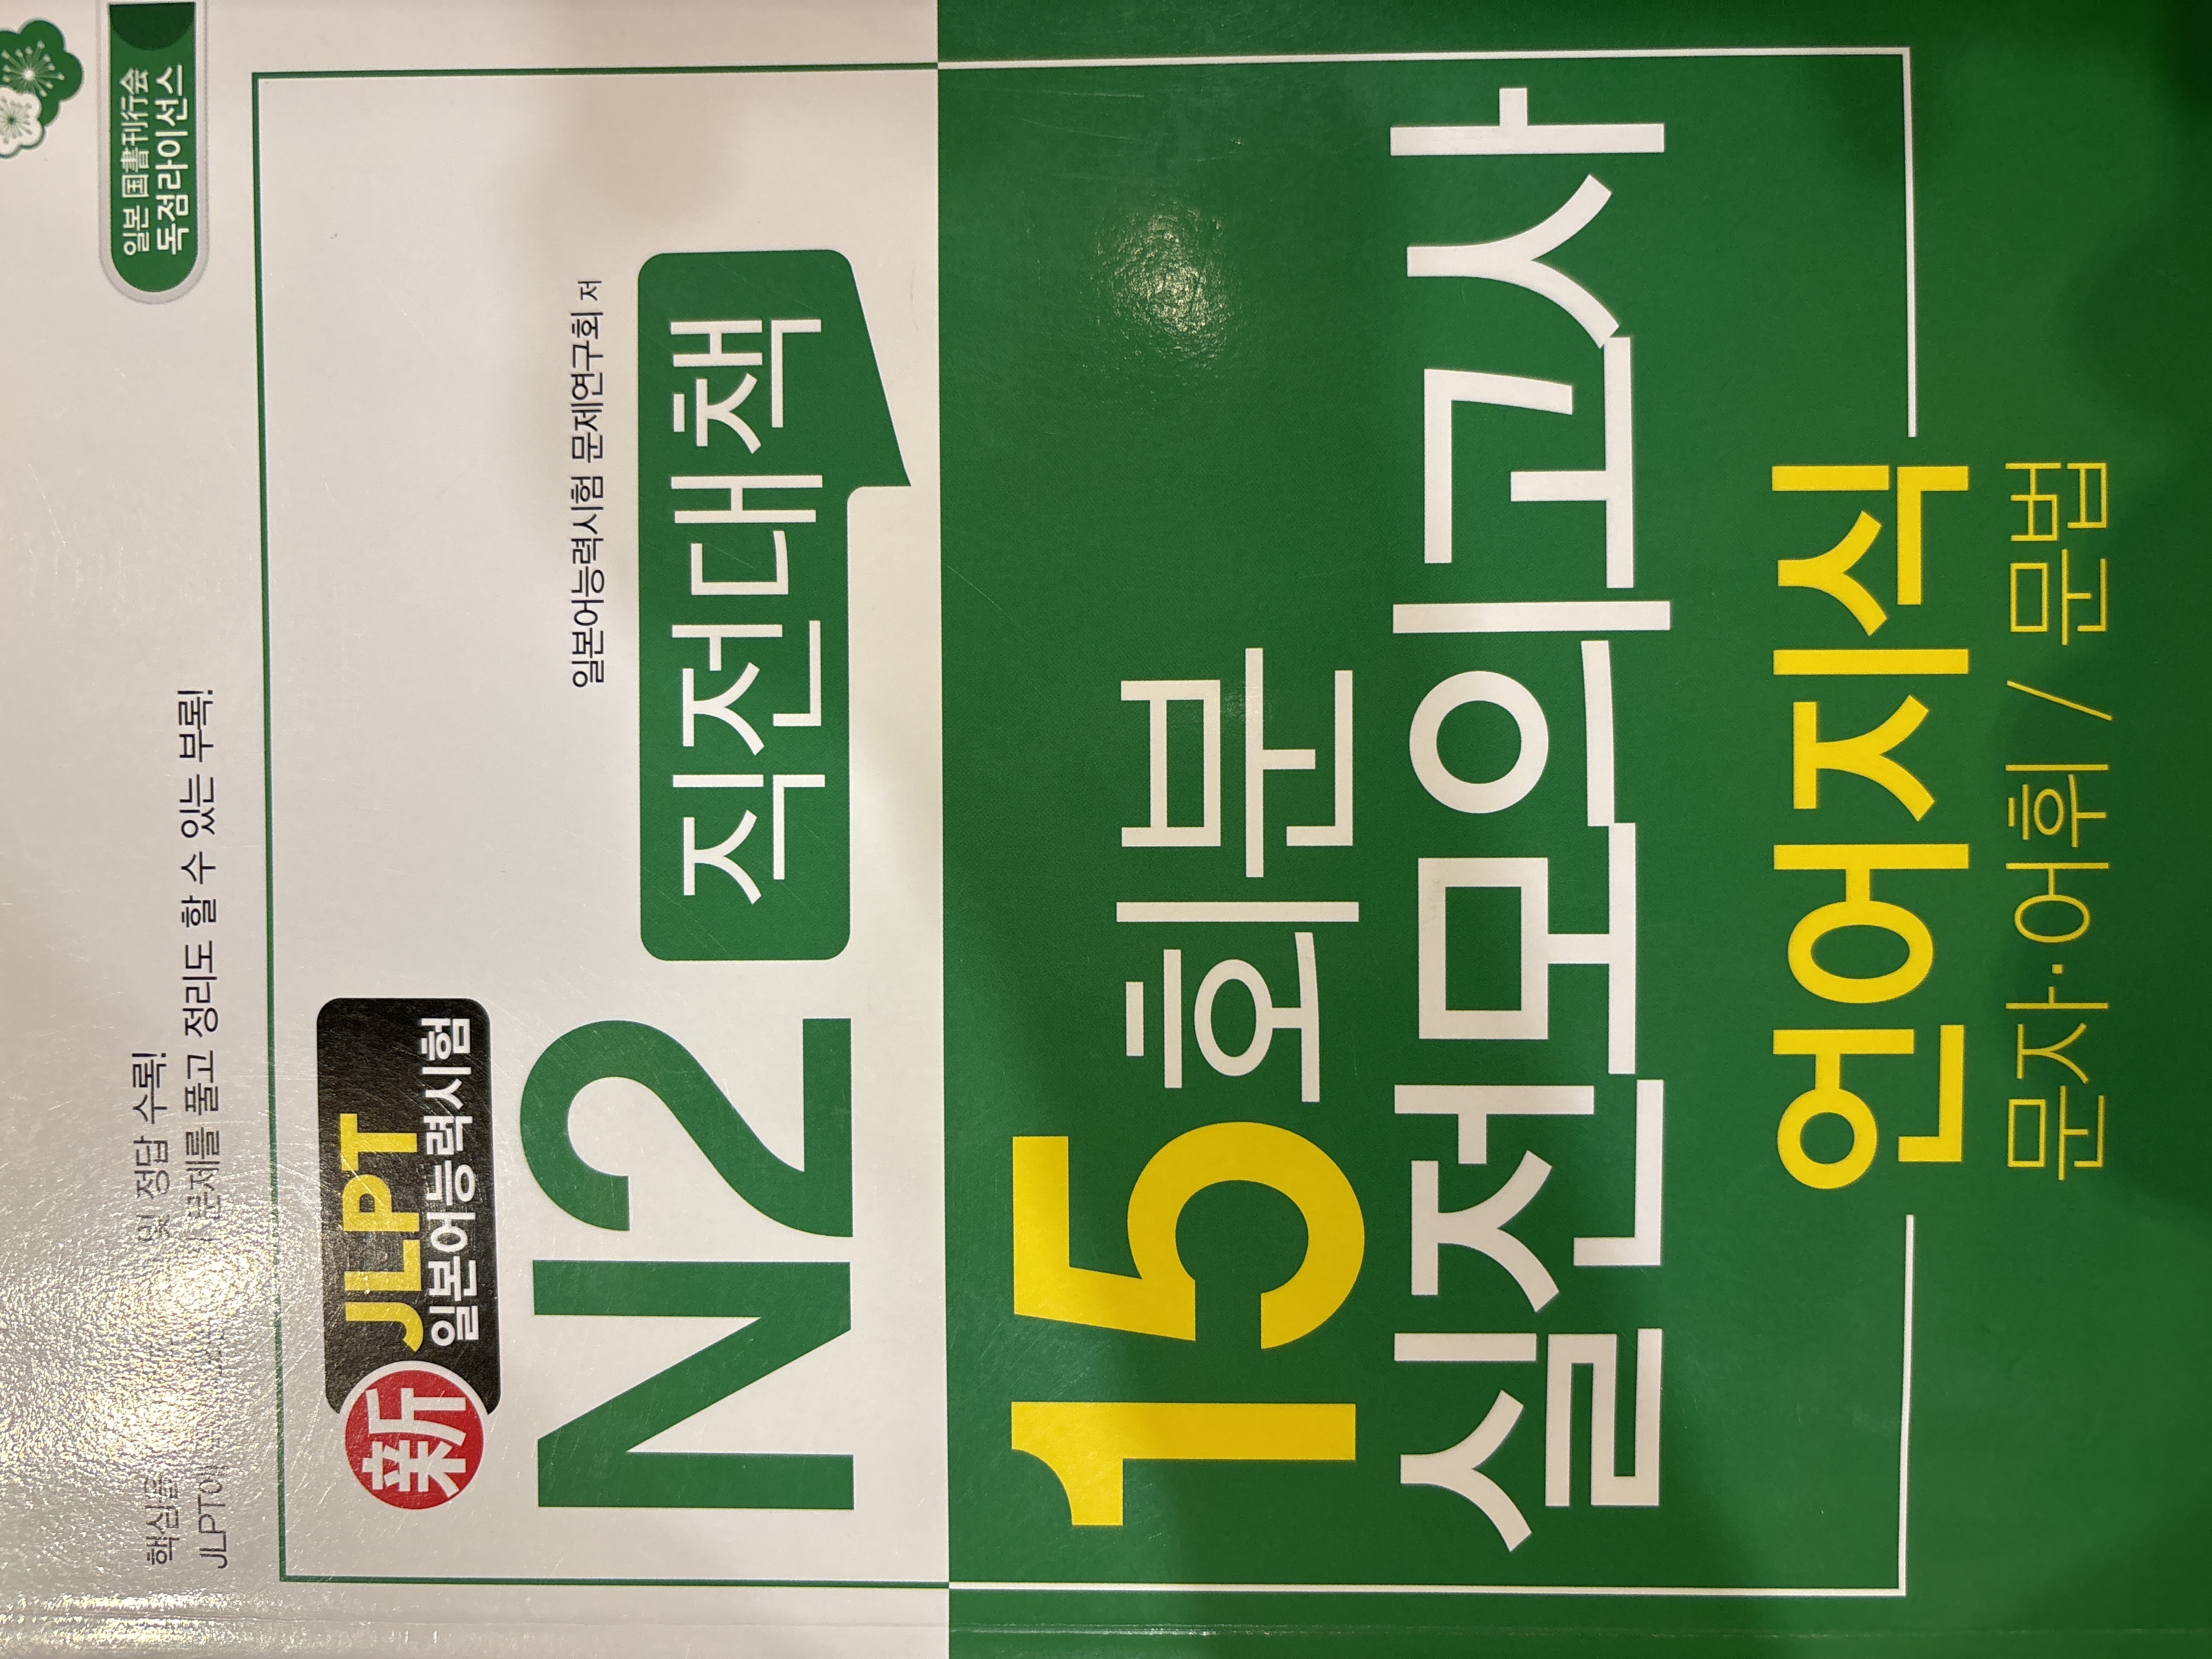 일본 国書刊行会
독점라이선스
핵심을 및 정답 수록!
JLPT에 문제를 풀고 정리도 할 수 있는 부록!
新
JLPT
일본어능력시험
일본어능력시험 문제연구회 저
N2 직전대책
15회분
실전모의고사
언어지식
문자·어휘 / 문법